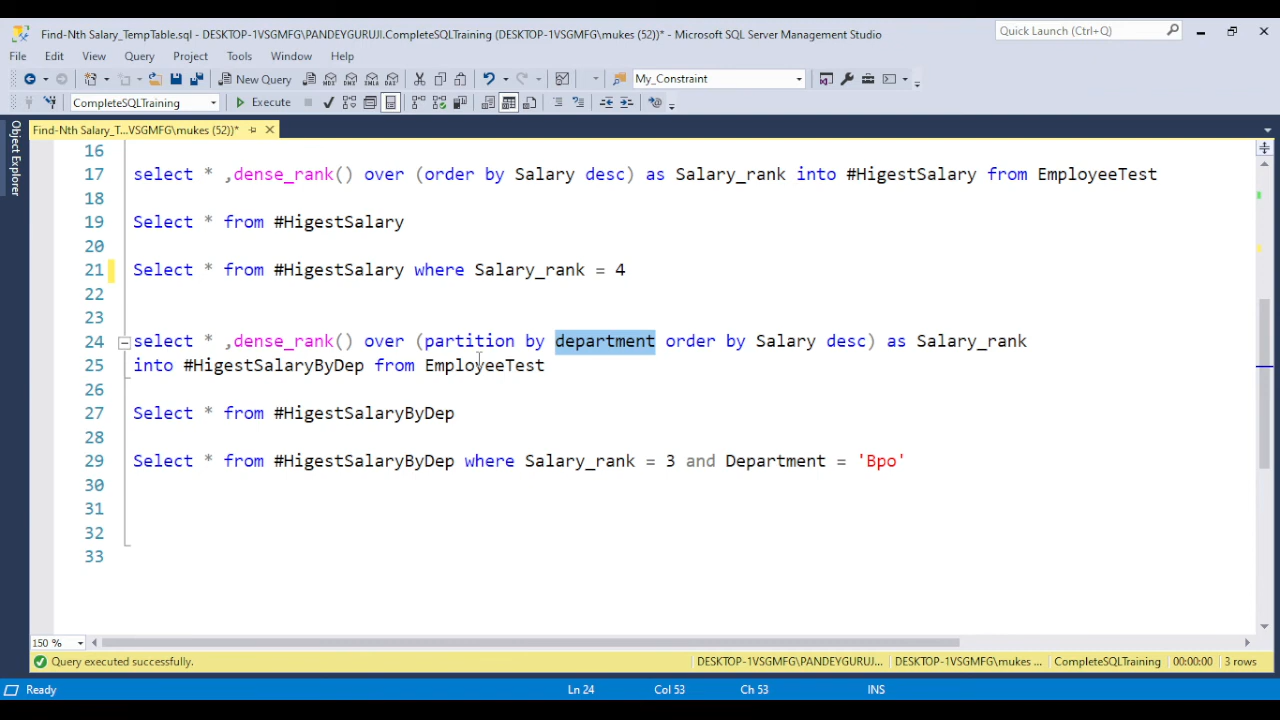 Find-Nth Salary_TempTable.sql - DESKTOP-1VSGMFG\PANDEYGURUJI.CompleteSQLTraining (DESKTOP-1VSGMFG\mukes (52))* - Microsoft SQL Server Management Studio
Quick Launch (Ctrl+Q)
File Edit View Query Project Tools Window Help
New Query MDX DMX XMLA DAX My_Constraint
CompleteSQLTraining Execute
Find-Nth Salary_T...VSGMFG\mukes (52))*
Object Explorer
16
17 select * ,dense_rank() over (order by Salary desc) as Salary_rank into #HigestSalary from EmployeeTest
18
19 Select * from #HigestSalary
20
21 Select * from #HigestSalary where Salary_rank = 4
22
23
24 select * ,dense_rank() over (partition by department order by Salary desc) as Salary_rank
25 into #HigestSalaryByDep from EmployeeTest
26
27 Select * from #HigestSalaryByDep
28
29 Select * from #HigestSalaryByDep where Salary_rank = 3 and Department = 'Bpo'
30
31
32
33
150 %
Query executed successfully. DESKTOP-1VSGMFG\PANDEYGURUJ... DESKTOP-1VSGMFG\mukes ... CompleteSQLTraining 00:00:00 3 rows
Ready Ln 24 Col 53 Ch 53 INS